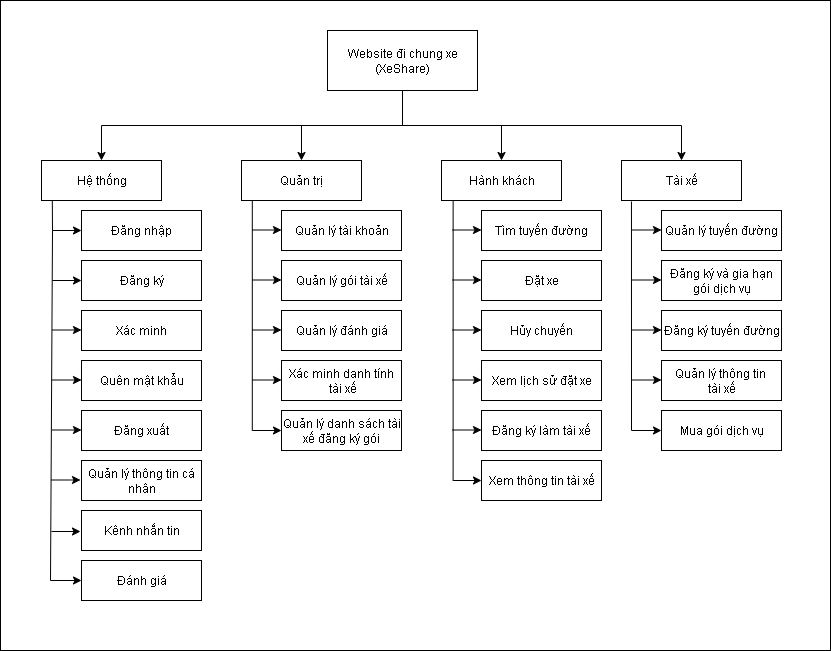 Website đi chung xe
(XeShare)
Hệ thống
Đăng nhập
Đăng ký
Xác minh
Quên mật khẩu
Đăng xuất
Quản lý thông tin cá
nhân
Kênh nhắn tin
Đánh giá
Quản trị
Quản lý tài khoản
Quản lý gói tài xế
Quản lý đánh giá
Xác minh danh tính
tài xế
Quản lý danh sách tài
xế đăng ký gói
Hành khách
Tìm tuyến đường
Đặt xe
Hủy chuyến
Xem lịch sử đặt xe
Đăng ký làm tài xế
Xem thông tin tài xế
Tài xế
Quản lý tuyến đường
Đăng ký và gia hạn
gói dịch vụ
Đăng ký tuyến đường
Quản lý thông tin
tài xế
Mua gói dịch vụ